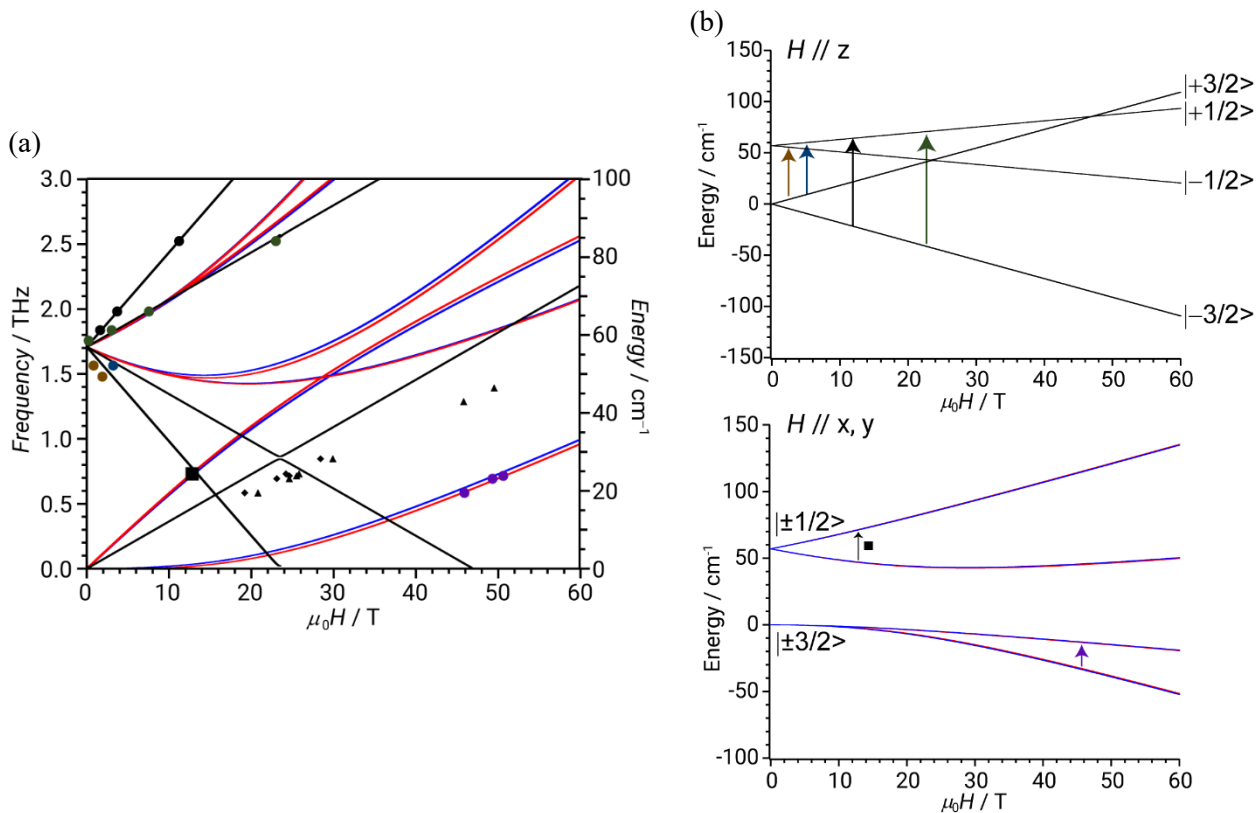 (a)
3.0
2.5
2.0
1.5
1.0
0.5
0.0
Frequency / THz
100
80
60
40
20
0
Energy / cm⁻¹
0 10 20 30 40 50 60
μ₀H / T
(b)
H // z
150
100
50
0
-50
-100
-150
Energy / cm⁻¹
|+3/2>
|+1/2>
|−1/2>
|−3/2>
0 10 20 30 40 50 60
μ₀H / T
H // x, y
150
100
50
0
-50
-100
Energy / cm⁻¹
|±1/2>
|±3/2>
0 10 20 30 40 50 60
μ₀H / T